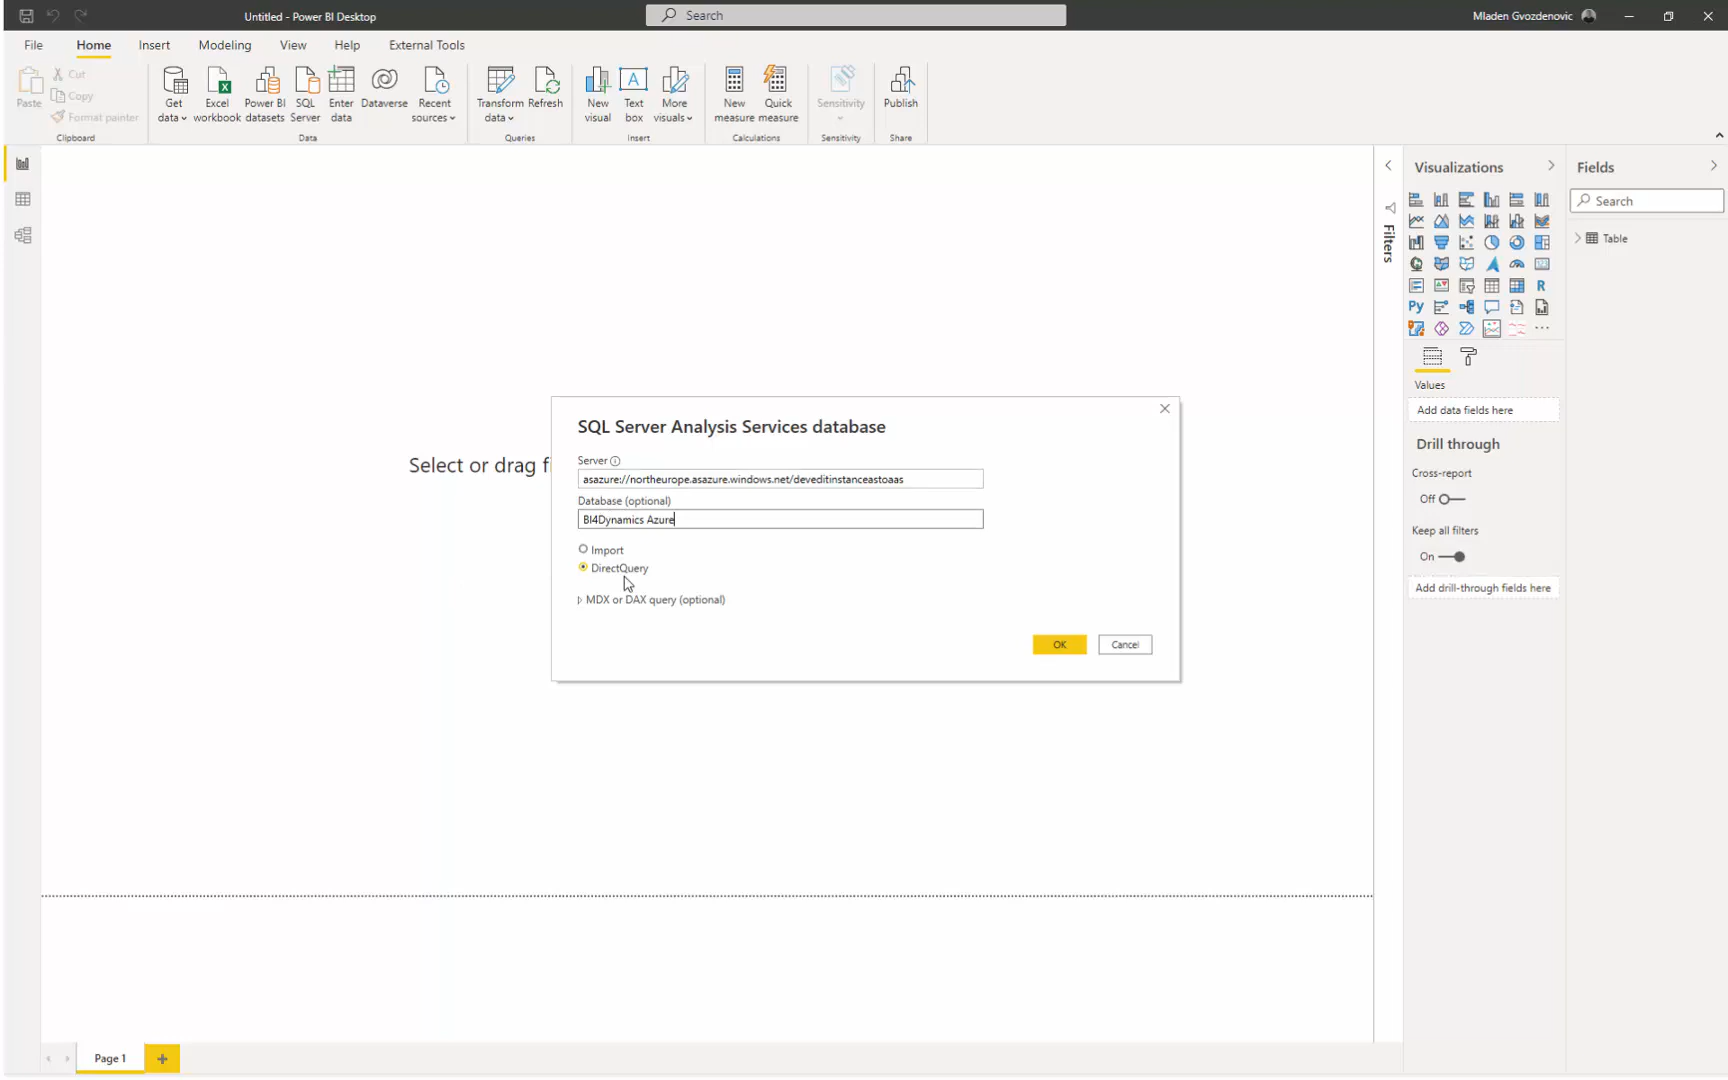 Untitled - Power BI Desktop
Search
Mladen Gvozdenovic
File
Home
Insert
Modeling
View
Help
External Tools
Paste
Cut
Copy
Format painter
Clipboard
Get data
Excel workbook
Power BI datasets
SQL Server
Enter data
Dataverse
Recent sources
Data
Transform data
Refresh
Queries
New visual
Text box
More visuals
Insert
New measure
Quick measure
Calculations
Sensitivity
Sensitivity
Publish
Share
Filters
Visualizations
R
Py
Values
Add data fields here
Drill through
Cross-report
Off
Keep all filters
On
Add drill-through fields here
Fields
Search
Table
Select or drag f
SQL Server Analysis Services database
Server
asazure://northeurope.asazure.windows.net/deveditinstanceastoaas
Database (optional)
BI4Dynamics Azure
Import
DirectQuery
MDX or DAX query (optional)
OK
Cancel
Page 1